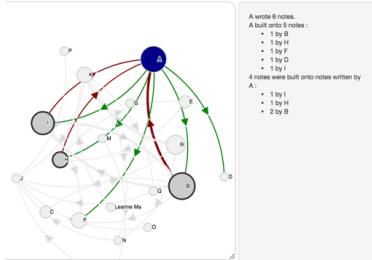 P
A
K
G
E
I
M
R
H
J
B
Q
D
C
Leanne Ma
F
O
N
A wrote 6 notes.
A built onto 5 notes :
1 by B
1 by H
1 by F
1 by D
1 by I
4 notes were built onto notes written by
A :
1 by I
1 by H
2 by B